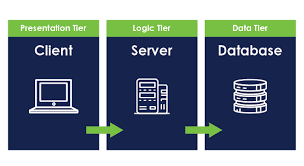 Presentation Tier
Client
Logic Tier
Server
Data Tier
Database